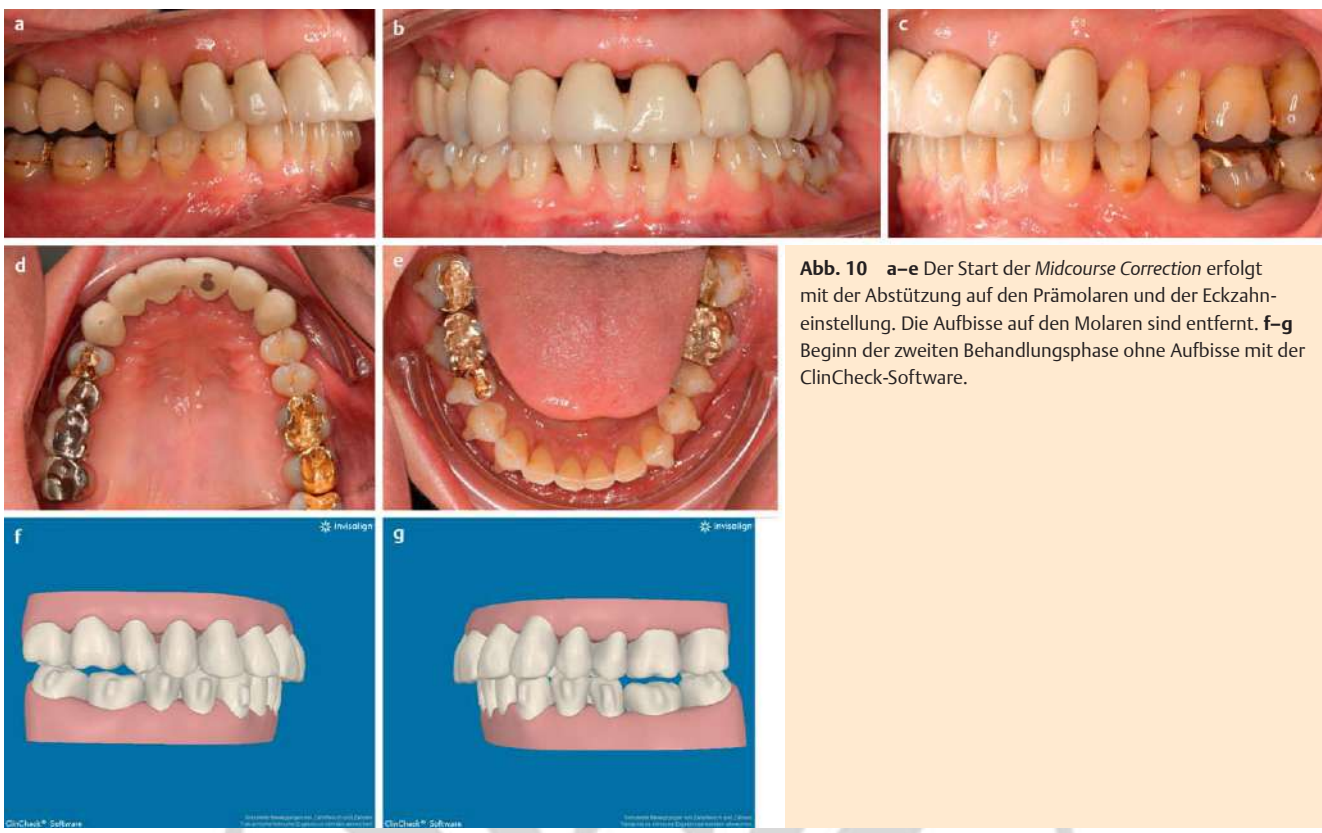 a
b
c
d
e
Abb. 10 a–e Der Start der Midcourse Correction erfolgt
mit der Abstützung auf den Prämolaren und der Eckzahn-
einstellung. Die Aufbisse auf den Molaren sind entfernt. f–g
Beginn der zweiten Behandlungsphase ohne Aufbisse mit der
ClinCheck-Software.
f
invisalign
g
invisalign
ClinCheck® Software
ClinCheck® Software